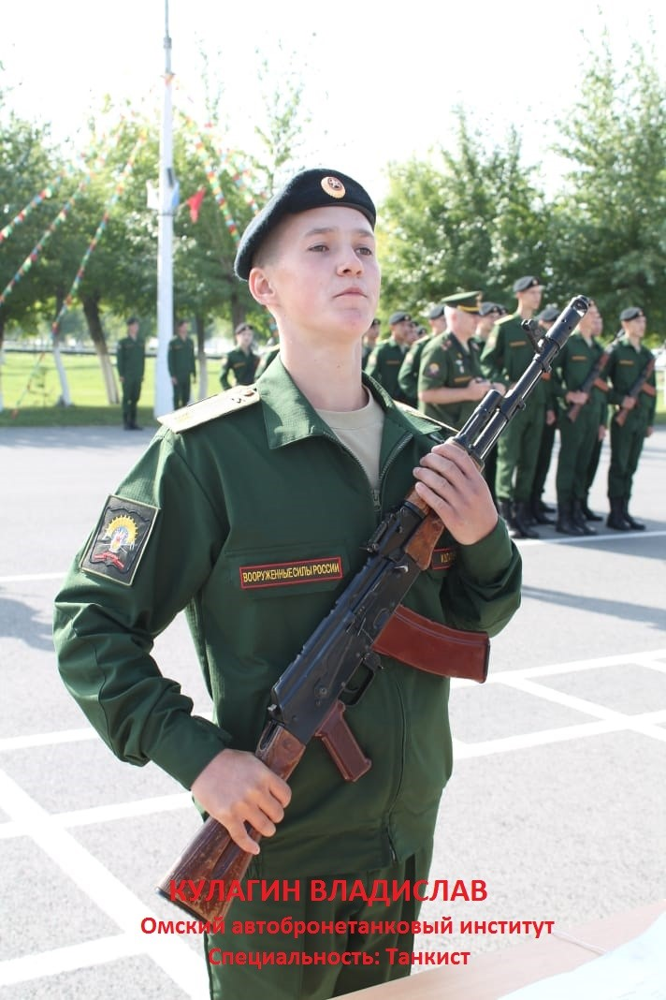 ВООРУЖЕННЫЕ СИЛЫ РОССИИ
КУЛАГИН ВЛАДИСЛАВ
Омский автобронетанковый институт
Специальность: Танкист